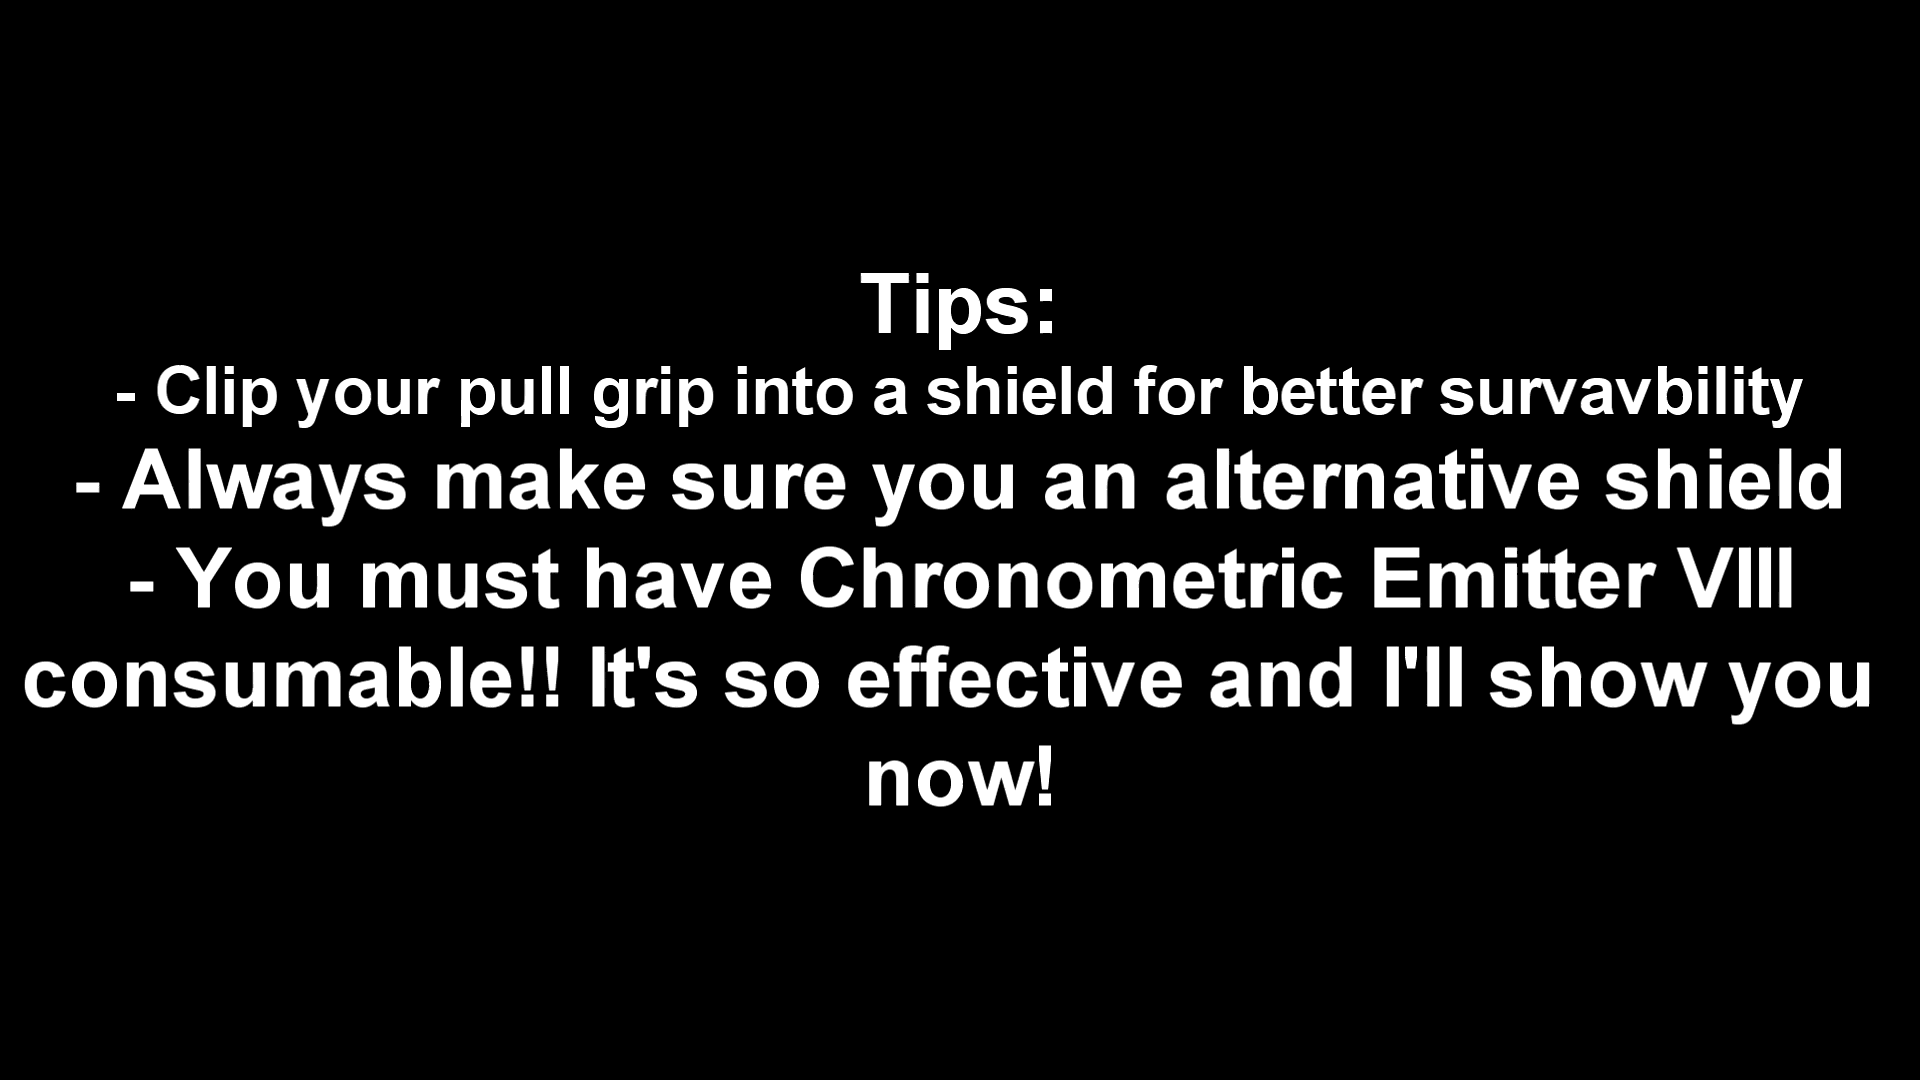 Tips:
- Clip your pull grip into a shield for better survavbility
- Always make sure you an alternative shield
- You must have Chronometric Emitter VIII
consumable!! It's so effective and I'll show you
now!